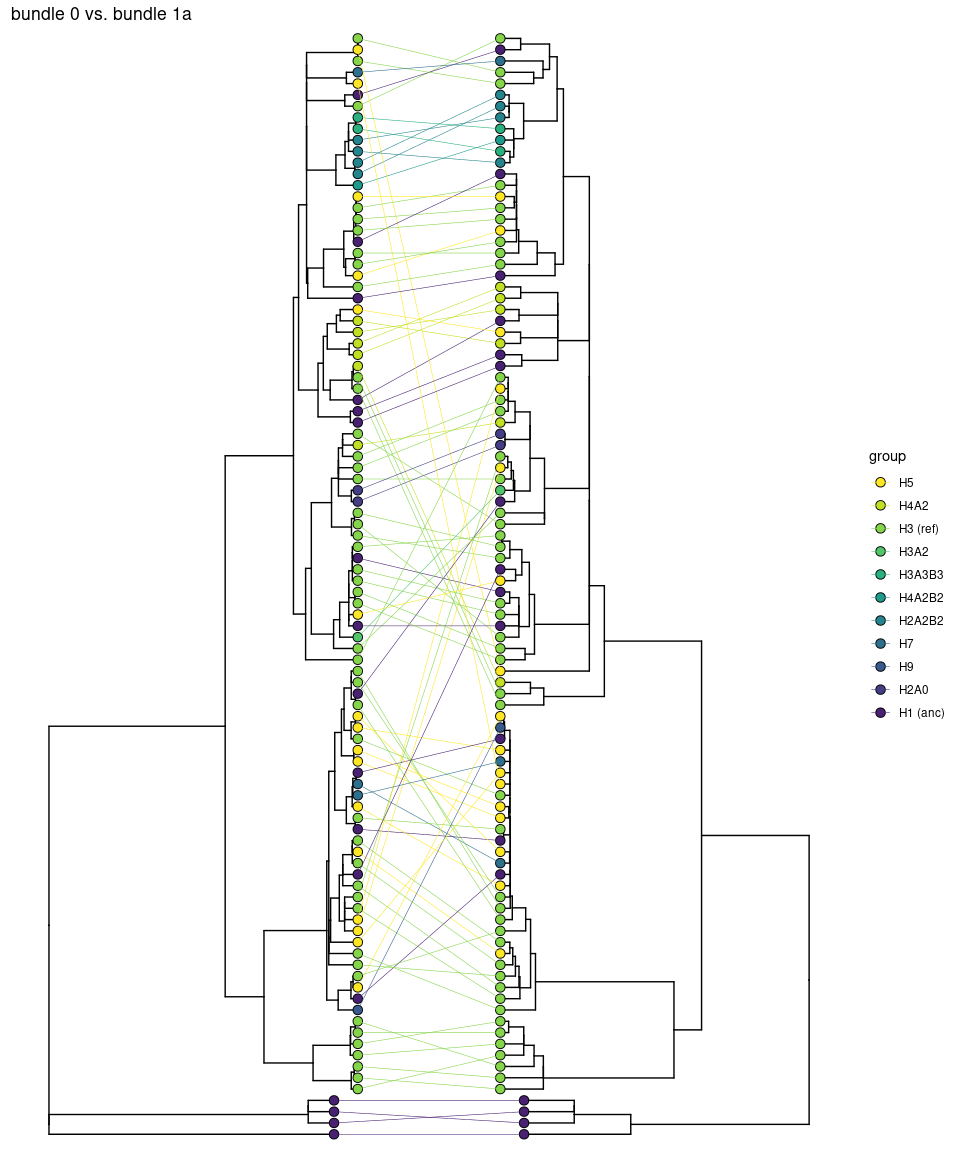 bundle 0 vs. bundle 1a
group
H5
H4A2
H3 (ref)
H3A2
H3A3B3
H4A2B2
H2A2B2
H7
H9
H2A0
H1 (anc)